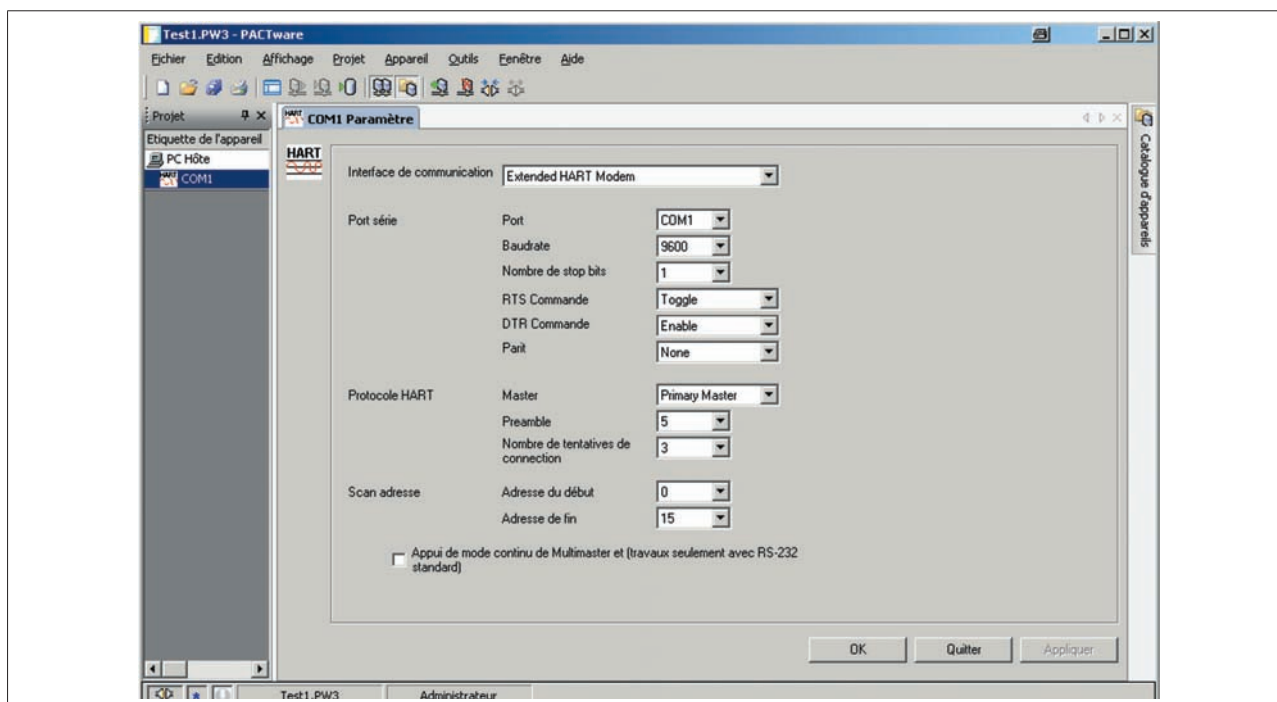 Test1.PW3 - PACTware
Fichier Edition Affichage Projet Appareil Outils Fenêtre Aide
Projet
HART COM1 Paramètre
Etiquette de l'appareil
PC Hôte
COM1
HART
Interface de communication Extended HART Modem
Port série Port COM1
Baudrate 9600
Nombre de stop bits 1
RTS Commande Toggle
DTR Commande Enable
Parit None
Protocole HART Master Primary Master
Preamble 5
Nombre de tentatives de
connection 3
Scan adresse Adresse du début 0
Adresse de fin 15
Appui de mode continu de Multimaster et (travaux seulement avec RS-232
standard)
OK Quitter Appliquer
Catalogue d'appareils
Test1.PW3 Administrateur